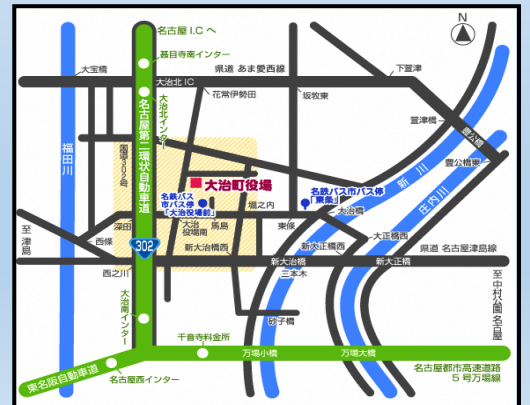 N
名古屋 I.C へ
甚目寺南インター
大宝橋
県道 あま愛西線
下萱津
大治北 IC
花常伊勢田
坂牧東
萱津橋
豊公橋
豊公橋東
福田川
国道302号
名古屋第二環状自動車道
大治北インター
新川
庄内川
大治町役場
名鉄バス
市バス停
「大治役場前」
名鉄バス市バス停
「東条」
堀之内
大治橋
深田
大治
役場南
馬島
東條
至津島
西條
302
新大治橋西
新大治橋
新大正橋西
大正橋西
県道 名古屋津島線
新大正橋
西之川
三本木
至中村公園名古屋
大治南インター
砂子橋
千音寺料金所
万場小橋
万場大橋
東名阪自動車道
名古屋西インター
名古屋都市高速道路
5 号万場線